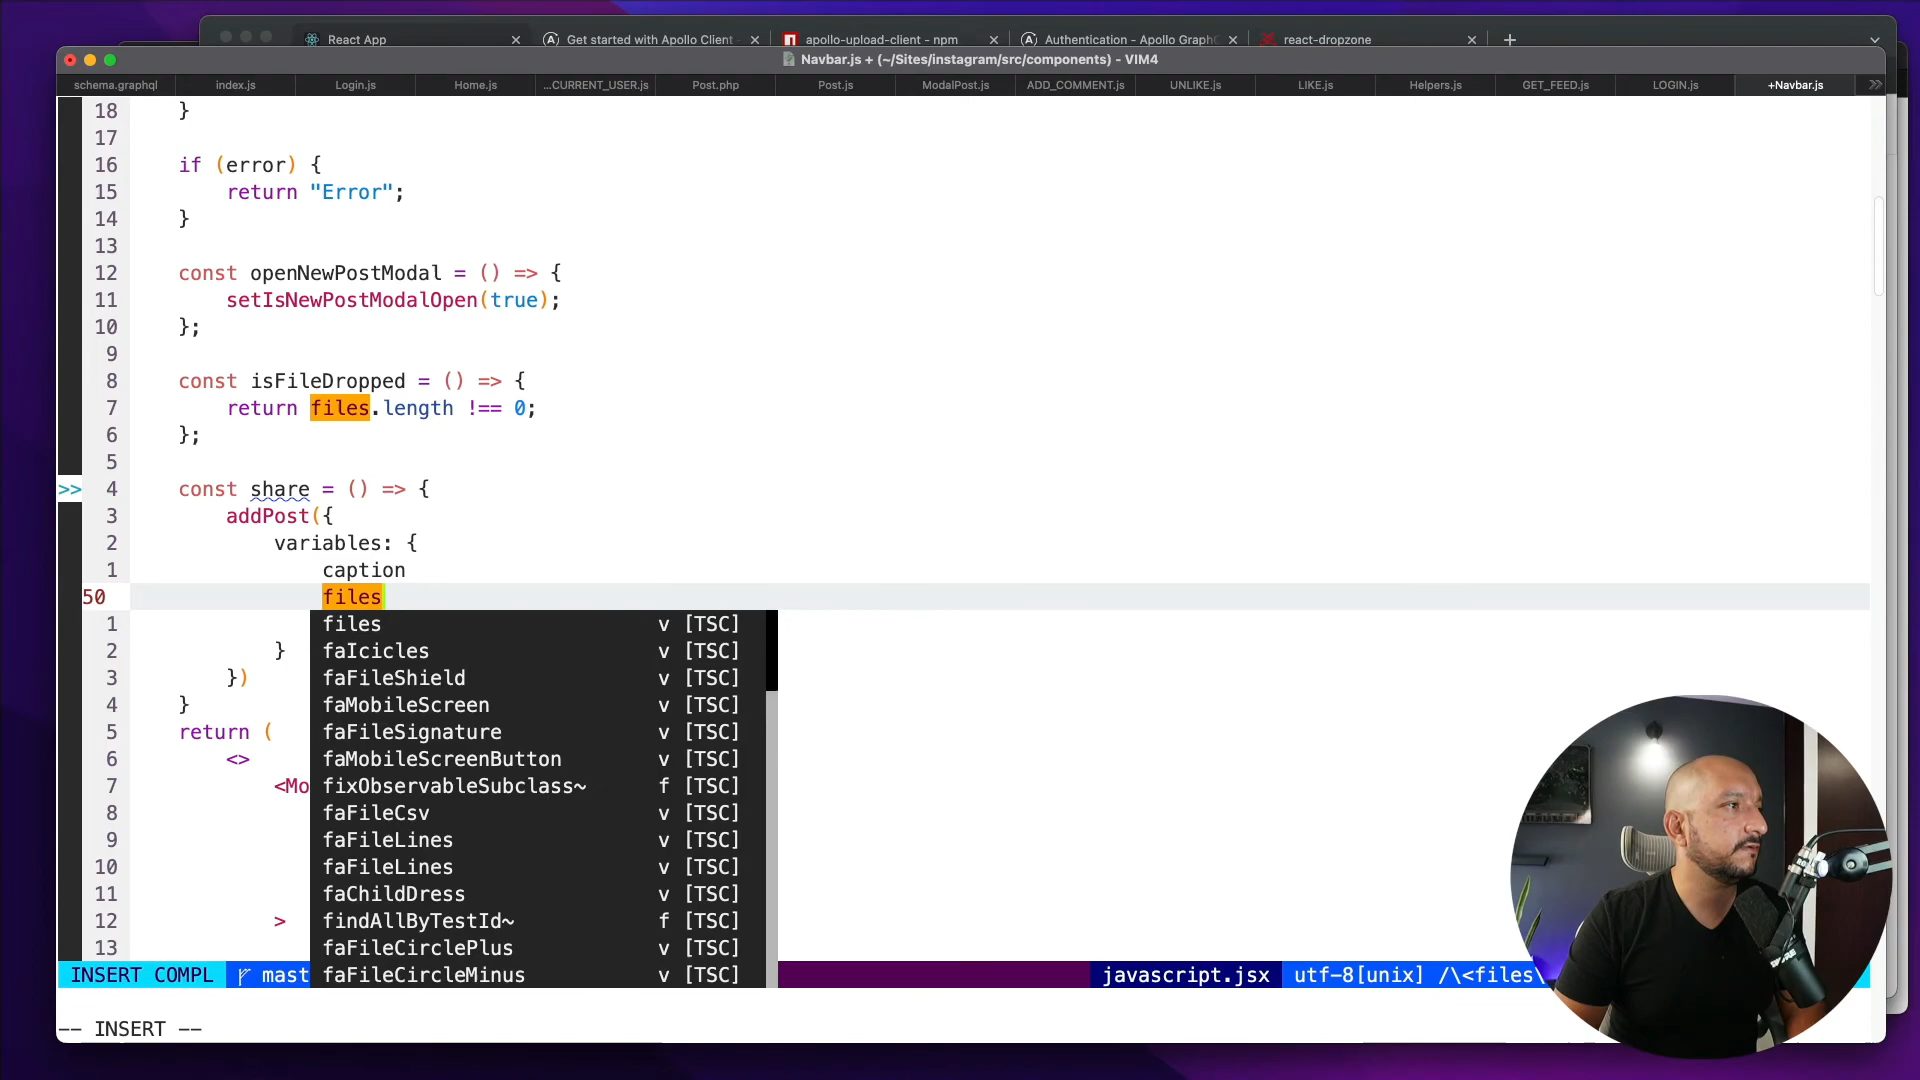 React App
Get started with Apollo Client
apollo-upload-client - npm
Authentication - Apollo Graph
react-dropzone
Navbar.js + (~/Sites/instagram/src/components) - VIM4
schema.graphql
index.js
Login.js
Home.js
...CURRENT_USER.js
Post.php
Post.js
ModalPost.js
ADD_COMMENT.js
UNLIKE.js
LIKE.js
Helpers.js
GET_FEED.js
LOGIN.js
+Navbar.js
18 }
17
16 if (error) {
15 return "Error";
14 }
13
12 const openNewPostModal = () => {
11 setIsNewPostModalOpen(true);
10 };
9
8 const isFileDropped = () => {
7 return files.length !== 0;
6 };
5
>> 4 const share = () => {
3 addPost({
2 variables: {
1 caption
50 files
1 files v [TSC]
2 } faIcicles v [TSC]
3 }) faFileShield v [TSC]
4 } faMobileScreen v [TSC]
5 return ( faFileSignature v [TSC]
6 <> faMobileScreenButton v [TSC]
7 <Mo fixObservableSubclass~ f [TSC]
8 faFileCsv v [TSC]
9 faFileLines v [TSC]
10 faFileLines v [TSC]
11 faChildDress v [TSC]
12 > findAllByTestId~ f [TSC]
13 faFileCirclePlus v [TSC]
INSERT COMPL mast faFileCircleMinus v [TSC] javascript.jsx utf-8[unix] /\<files\
-- INSERT --